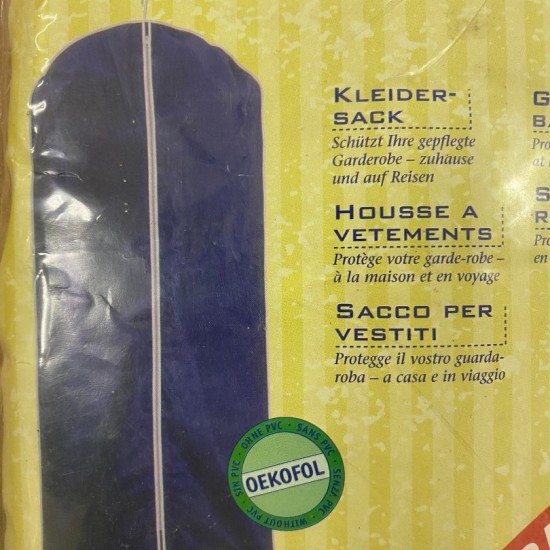 KLEIDER-
SACK
Schützt Ihre gepflegte
Garderobe – zuhause
und auf Reisen
HOUSSE A
VETEMENTS
Protège votre garde-robe –
à la maison et en voyage
SACCO PER
VESTITI
Protegge il vostro guarda-
roba – a casa e in viaggio
OEKOFOL
SIN PVC · OHNE PVC · SANS PVC · SENZA PVC · WITHOUT PVC ·
en